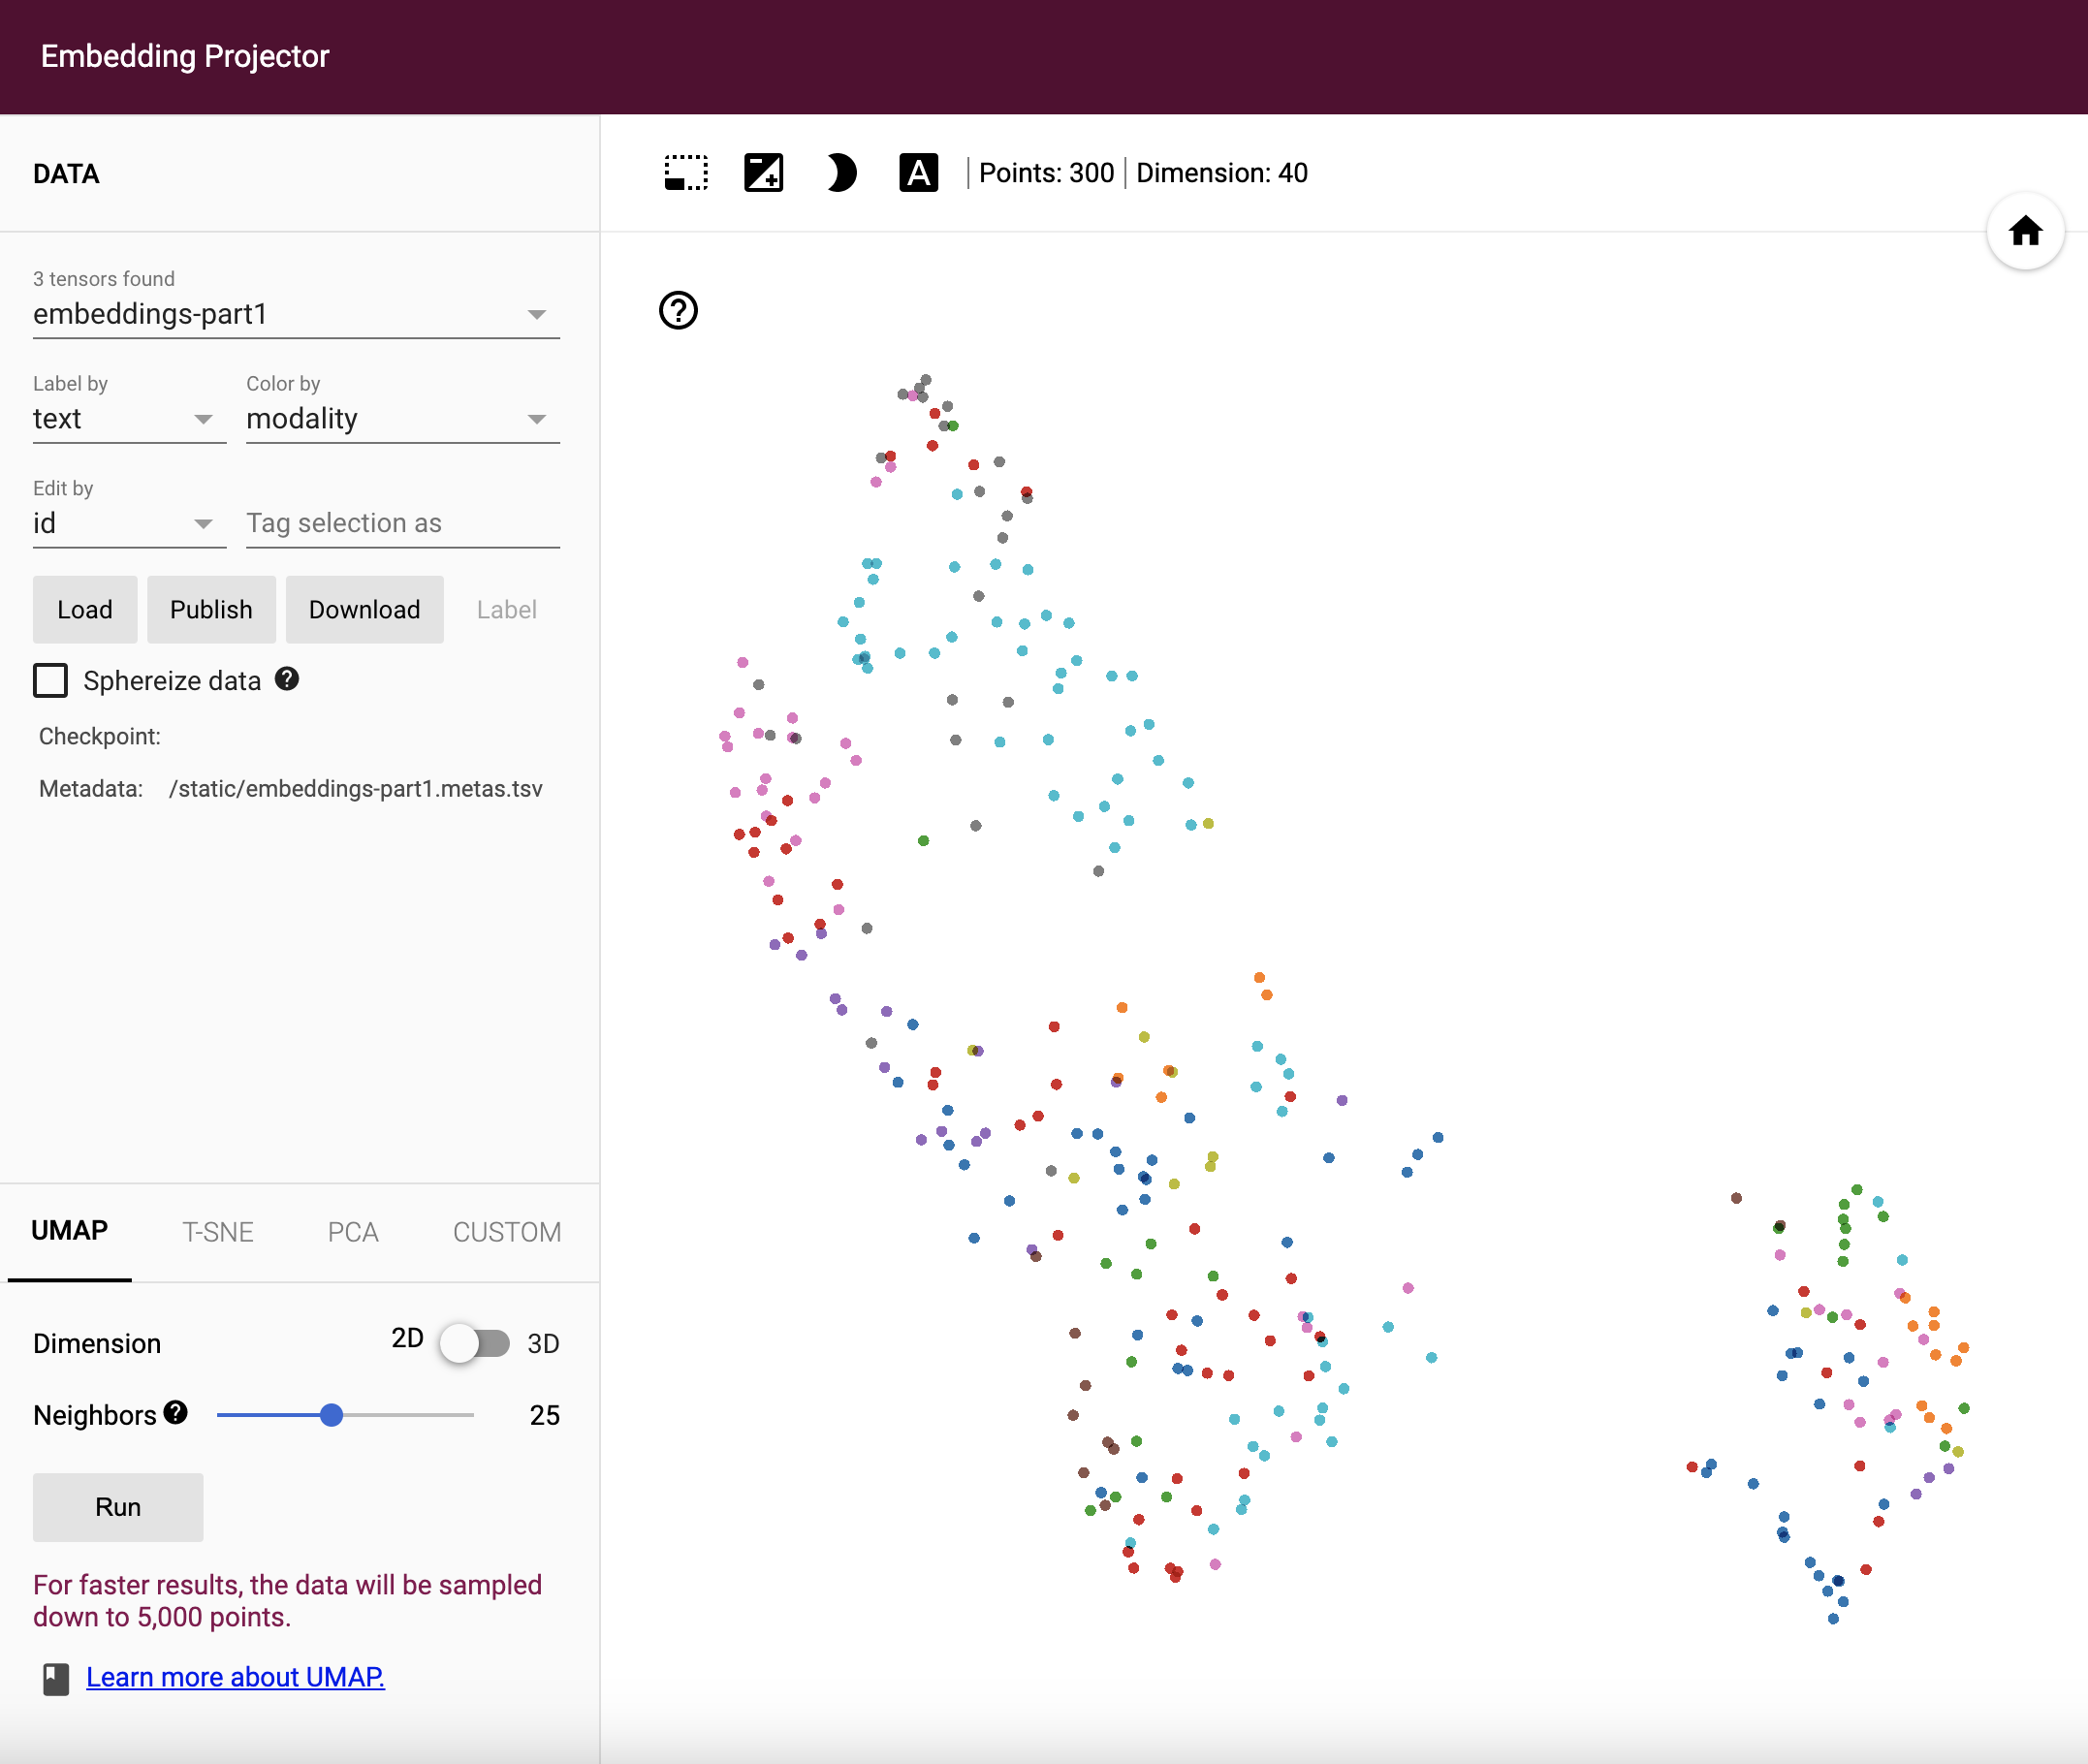 Embedding Projector
DATA
A
Points: 300
Dimension: 40
3 tensors found
embeddings-part1
Label by
Color by
text
modality
Edit by
id
Tag selection as
Load
Publish
Download
Label
Sphereize data
?
Checkpoint:
Metadata: /static/embeddings-part1.metas.tsv
?
UMAP
T-SNE
PCA
CUSTOM
Dimension
2D
3D
Neighbors
?
25
Run
For faster results, the data will be sampled
down to 5,000 points.
Learn more about UMAP.